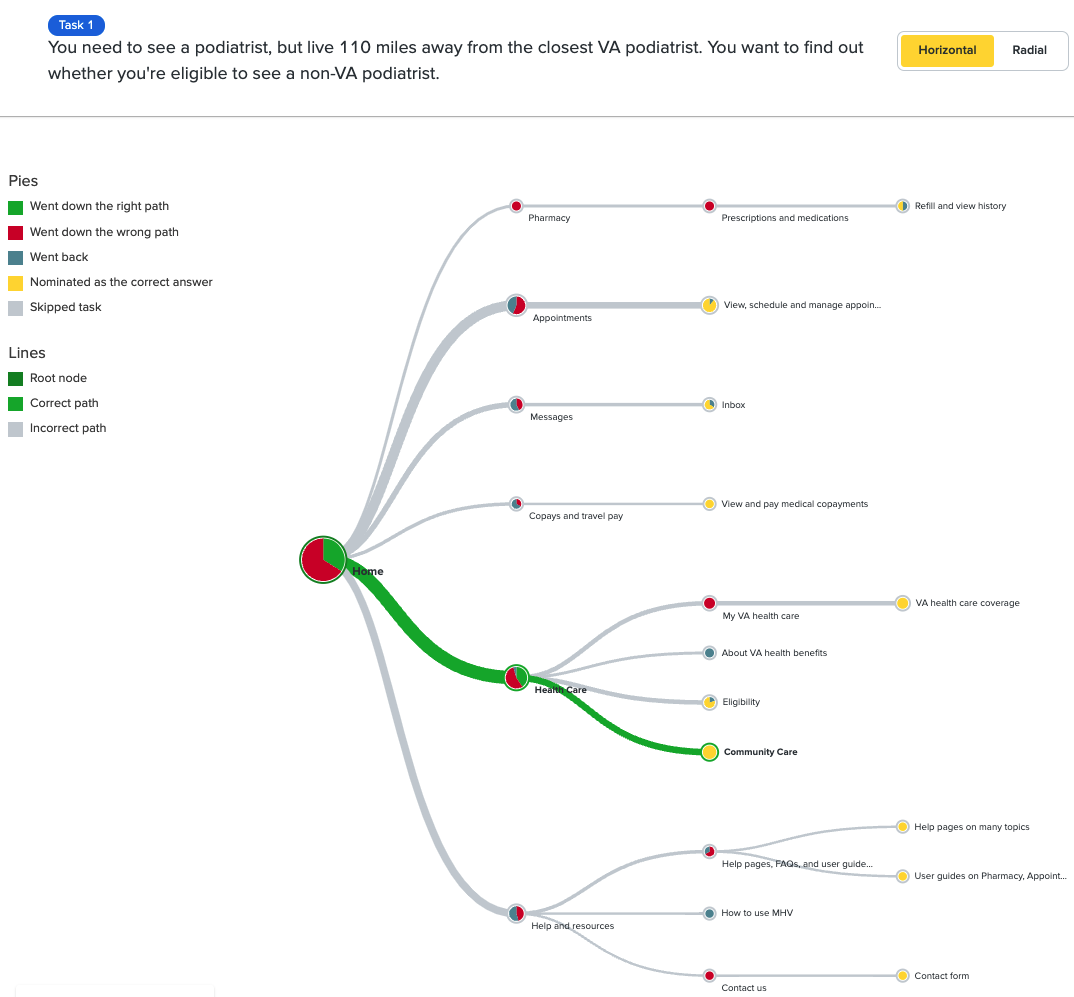 Task 1
You need to see a podiatrist, but live 110 miles away from the closest VA podiatrist. You want to find out
whether you're eligible to see a non-VA podiatrist.
Horizontal
Radial
Pies
Went down the right path
Went down the wrong path
Went back
Nominated as the correct answer
Skipped task
Lines
Root node
Correct path
Incorrect path
Pharmacy
Prescriptions and medications
Refill and view history
Appointments
View, schedule and manage appoin...
Messages
Inbox
Copays and travel pay
View and pay medical copayments
Home
Health Care
My VA health care
VA health care coverage
About VA health benefits
Eligibility
Community Care
Help and resources
Help pages, FAQs, and user guide...
Help pages on many topics
User guides on Pharmacy, Appoint...
How to use MHV
Contact us
Contact form